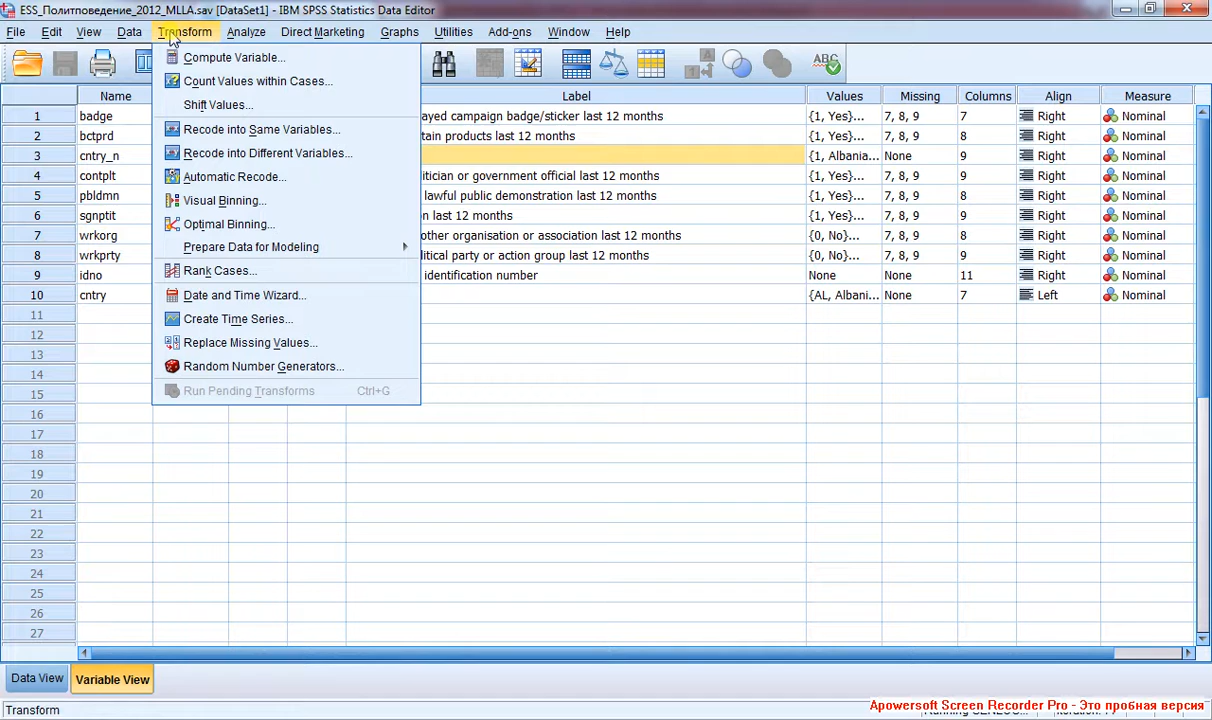 ESS_Политповедение_2012_MLLA.sav [DataSet1] - IBM SPSS Statistics Data Editor
File Edit View Data Transform Analyze Direct Marketing Graphs Utilities Add-ons Window Help
Compute Variable...
Count Values within Cases...
Shift Values...
Recode into Same Variables...
Recode into Different Variables...
Automatic Recode...
Visual Binning...
Optimal Binning...
Prepare Data for Modeling
Rank Cases...
Date and Time Wizard...
Create Time Series...
Replace Missing Values...
Random Number Generators...
Run Pending Transforms Ctrl+G
Name Label Values Missing Columns Align Measure
1 badge ayed campaign badge/sticker last 12 months {1, Yes}... 7, 8, 9 7 Right Nominal
2 bctprd tain products last 12 months {1, Yes}... 7, 8, 9 8 Right Nominal
3 cntry_n {1, Albania... None 9 Right Nominal
4 contplt itician or government official last 12 months {1, Yes}... 7, 8, 9 9 Right Nominal
5 pbldmn lawful public demonstration last 12 months {1, Yes}... 7, 8, 9 8 Right Nominal
6 sgnptit on last 12 months {1, Yes}... 7, 8, 9 9 Right Nominal
7 wrkorg other organisation or association last 12 months {0, No}... 7, 8, 9 8 Right Nominal
8 wrkprty litical party or action group last 12 months {0, No}... 7, 8, 9 9 Right Nominal
9 idno identification number None None 11 Right Nominal
10 cntry {AL, Albani... None 7 Left Nominal
11
12
13
14
15
16
17
18
19
20
21
22
23
24
25
26
27
Data View Variable View
Transform
Apowersoft Screen Recorder Pro - Это пробная версия